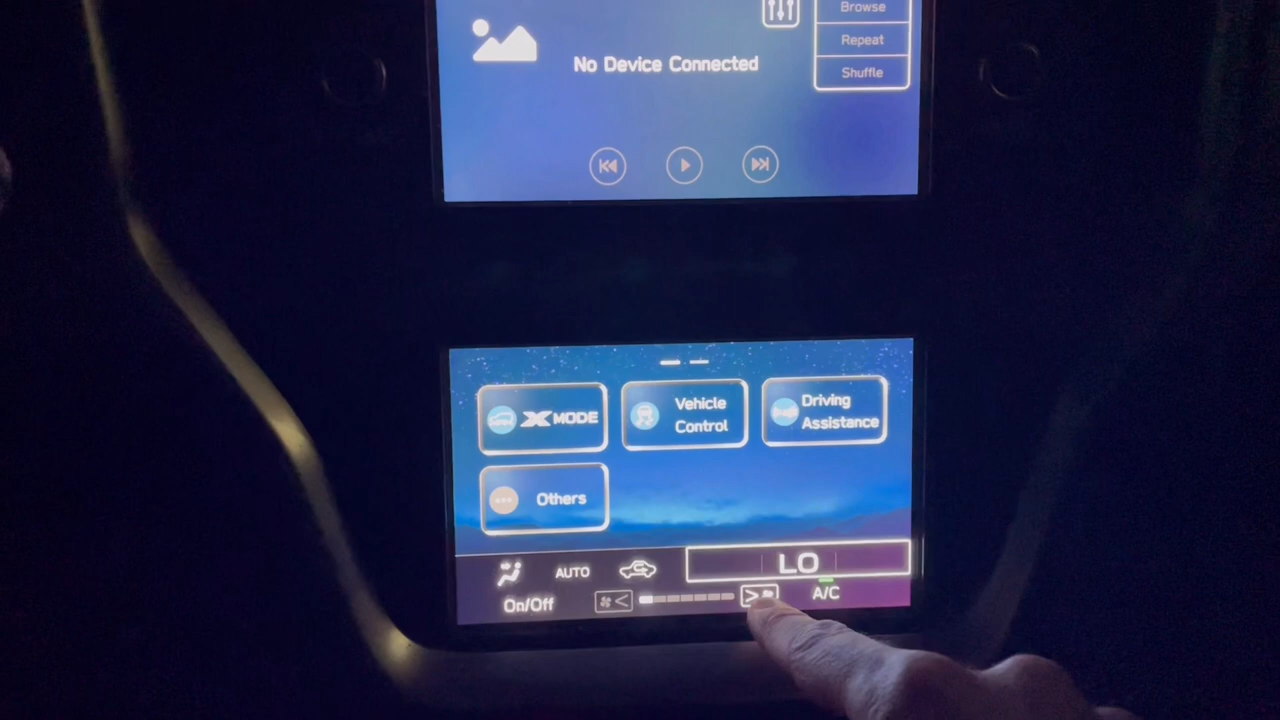 Browse
Repeat
No Device Connected
Shuffle
X MODE
Vehicle
Control
Driving
Assistance
Others
AUTO
LO
On/Off
<
>
A/C